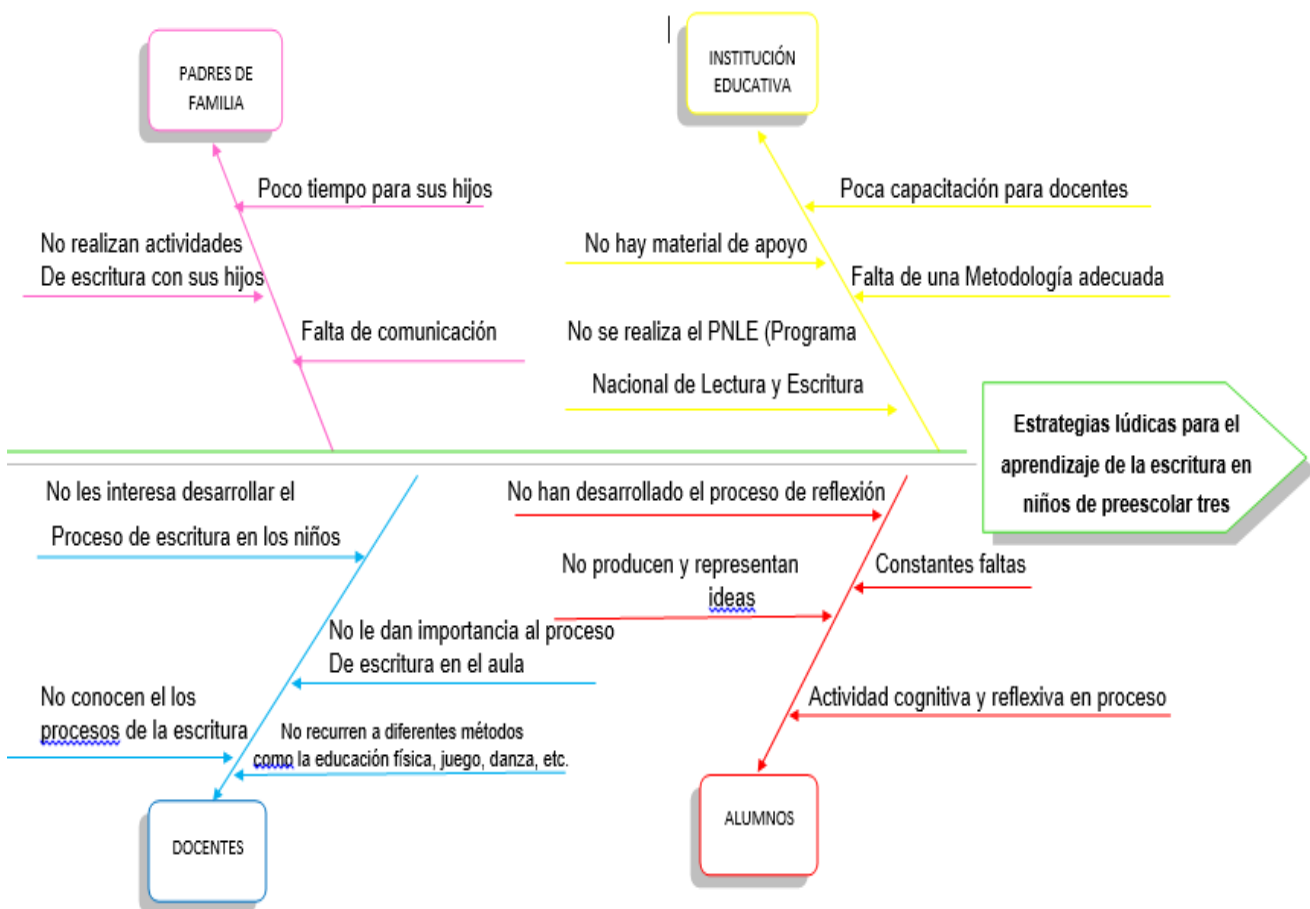 PADRES DE
FAMILIA
INSTITUCIÓN
EDUCATIVA
Poco tiempo para sus hijos
No realizan actividades
De escritura con sus hijos
Falta de comunicación
Poca capacitación para docentes
No hay material de apoyo
Falta de una Metodología adecuada
No se realiza el PNLE (Programa
Nacional de Lectura y Escritura
Estrategias lúdicas para el
aprendizaje de la escritura en
niños de preescolar tres
No les interesa desarrollar el
Proceso de escritura en los niños
No le dan importancia al proceso
De escritura en el aula
No conocen el los
procesos de la escritura
No recurren a diferentes métodos
como la educación física, juego, danza, etc.
DOCENTES
No han desarrollado el proceso de reflexión
No producen y representan
ideas
Constantes faltas
Actividad cognitiva y reflexiva en proceso
ALUMNOS